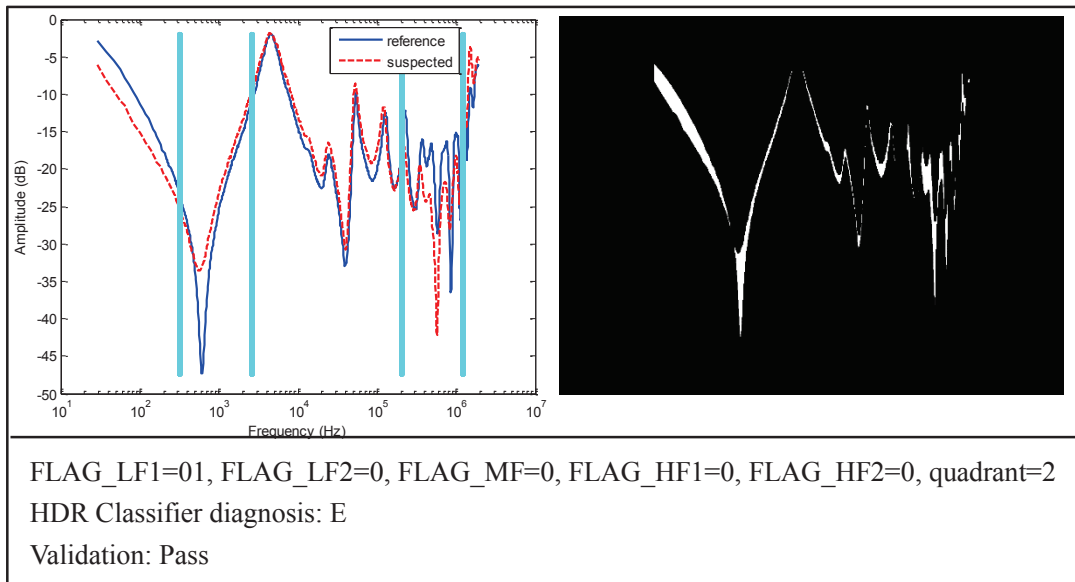 0
-5
-10
-15
-20
-25
-30
-35
-40
-45
-50
Amplitude (dB)
reference
suspected
10^1
10^2
10^3
10^4
10^5
10^6
10^7
Frequency (Hz)
FLAG_LF1=01, FLAG_LF2=0, FLAG_MF=0, FLAG_HF1=0, FLAG_HF2=0, quadrant=2
HDR Classifier diagnosis: E
Validation: Pass